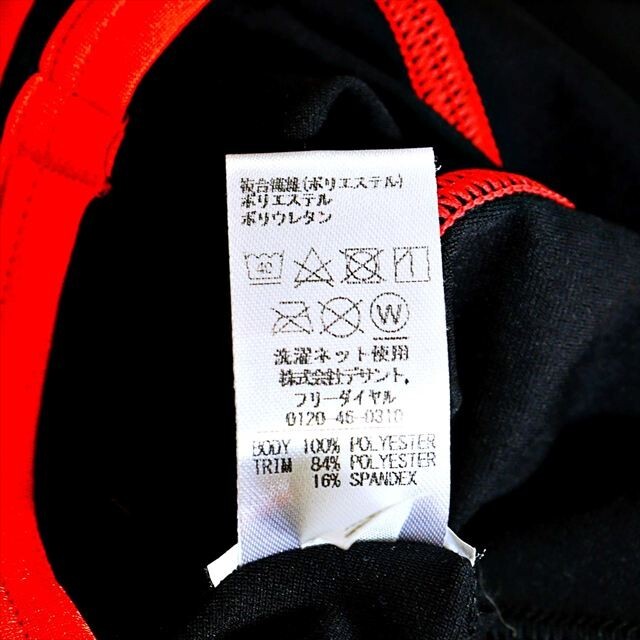 複合繊維(ポリエステル)
ポリエステル
ポリウレタン
40
W
洗濯ネット使用
株式会社デサント.
フリーダイヤル
0120-46-0310
BODY 100% POLYESTER
TRIM 84% POLYESTER
16% SPANDEX